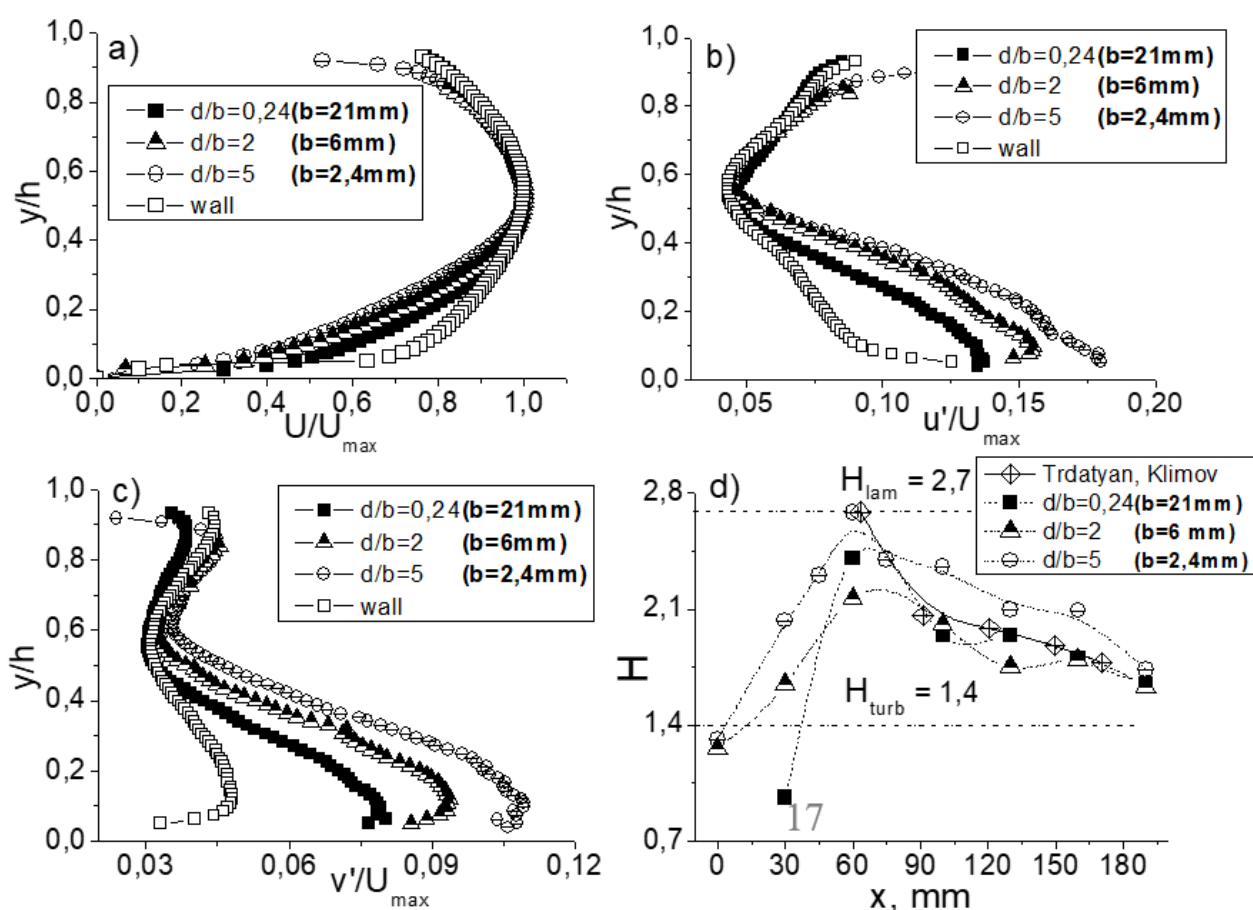 a)
1,0
0,8
0,6
0,4
0,2
0,0
y/h
d/b=0,24(b=21mm)
d/b=2 (b=6mm)
d/b=5 (b=2,4mm)
wall
0,0 0,2 0,4 0,6 0,8 1,0
U/Umax
b)
1,0
0,8
0,6
0,4
0,2
0,0
y/h
d/b=0,24(b=21mm)
d/b=2 (b=6mm)
d/b=5 (b=2,4mm)
wall
0,05 0,10 0,15 0,20
u'/Umax
c)
1,0
0,8
0,6
0,4
0,2
0,0
y/h
d/b=0,24(b=21mm)
d/b=2 (b=6mm)
d/b=5 (b=2,4mm)
wall
0,03 0,06 0,09 0,12
v'/Umax
d)
Trdatyan, Klimov
d/b=0,24(b=21mm)
d/b=2 (b=6 mm)
d/b=5 (b=2,4mm)
Hlam = 2,7
2,8
2,1
1,4
0,7
H
Hturb = 1,4
17
0 30 60 90 120 150 180
x, mm